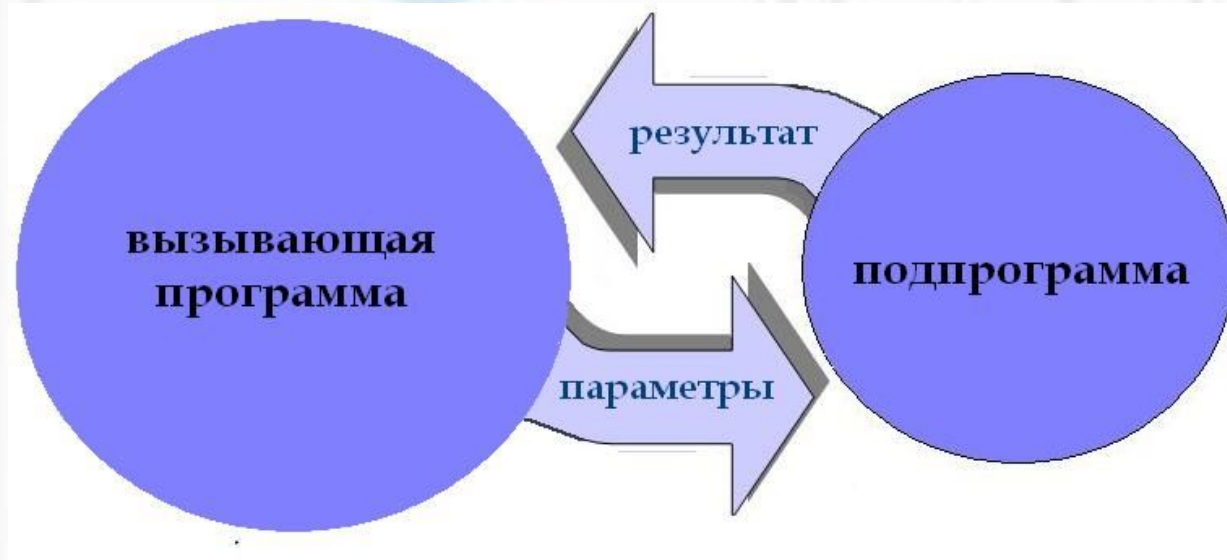 результат
вызывающая
программа
подпрограмма
параметры